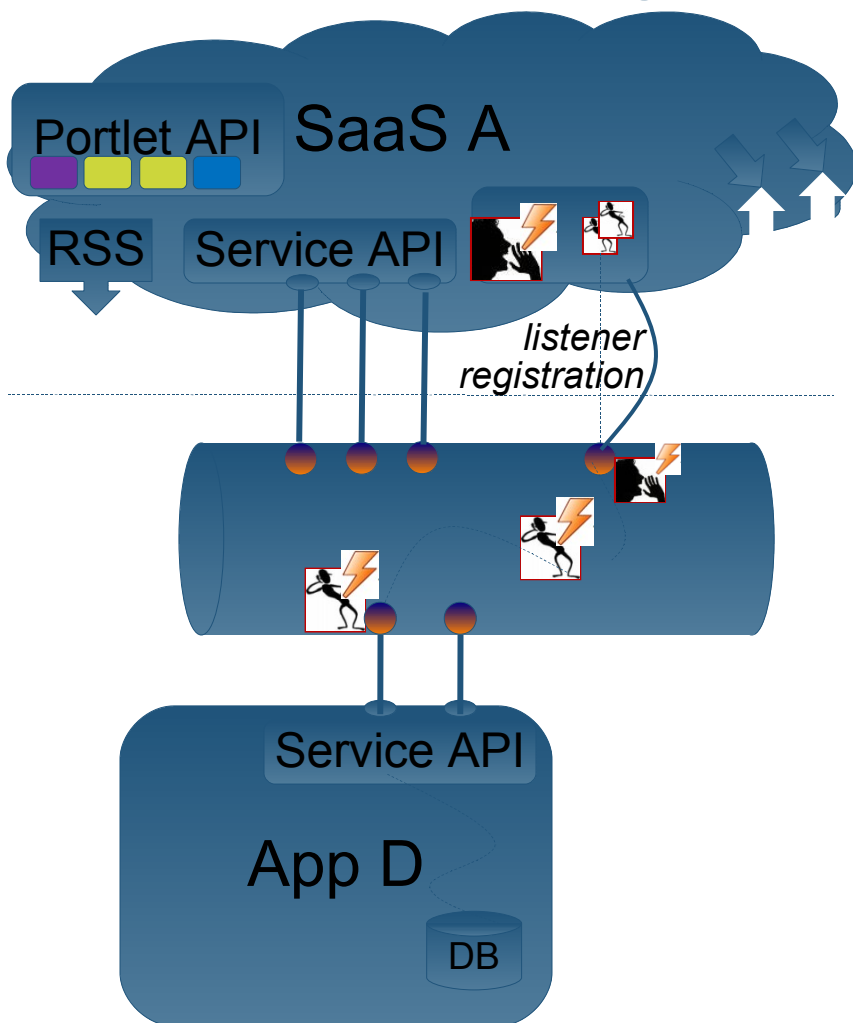 SaaS A
Portlet API
RSS
Service API
listener
registration
Service API
App D
DB